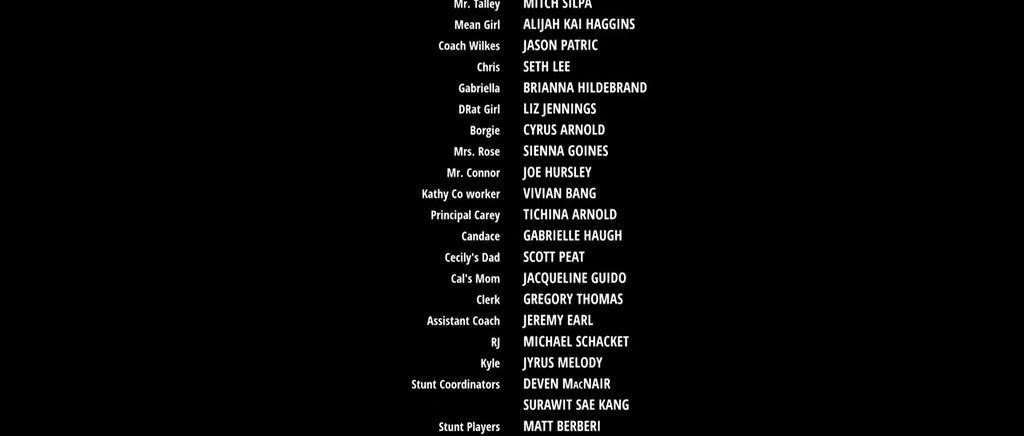 Mr. Talley MITCH SILPA
Mean Girl ALIJAH KAI HAGGINS
Coach Wilkes JASON PATRIC
Chris SETH LEE
Gabriella BRIANNA HILDEBRAND
DRat Girl LIZ JENNINGS
Borgie CYRUS ARNOLD
Mrs. Rose SIENNA GOINES
Mr. Connor JOE HURSLEY
Kathy Co worker VIVIAN BANG
Principal Carey TICHINA ARNOLD
Candace GABRIELLE HAUGH
Cecily's Dad SCOTT PEAT
Cal's Mom JACQUELINE GUIDO
Clerk GREGORY THOMAS
Assistant Coach JEREMY EARL
RJ MICHAEL SCHACKET
Kyle JYRUS MELODY
Stunt Coordinators DEVEN MACNAIR
SURAWIT SAE KANG
Stunt Players MATT BERBERI